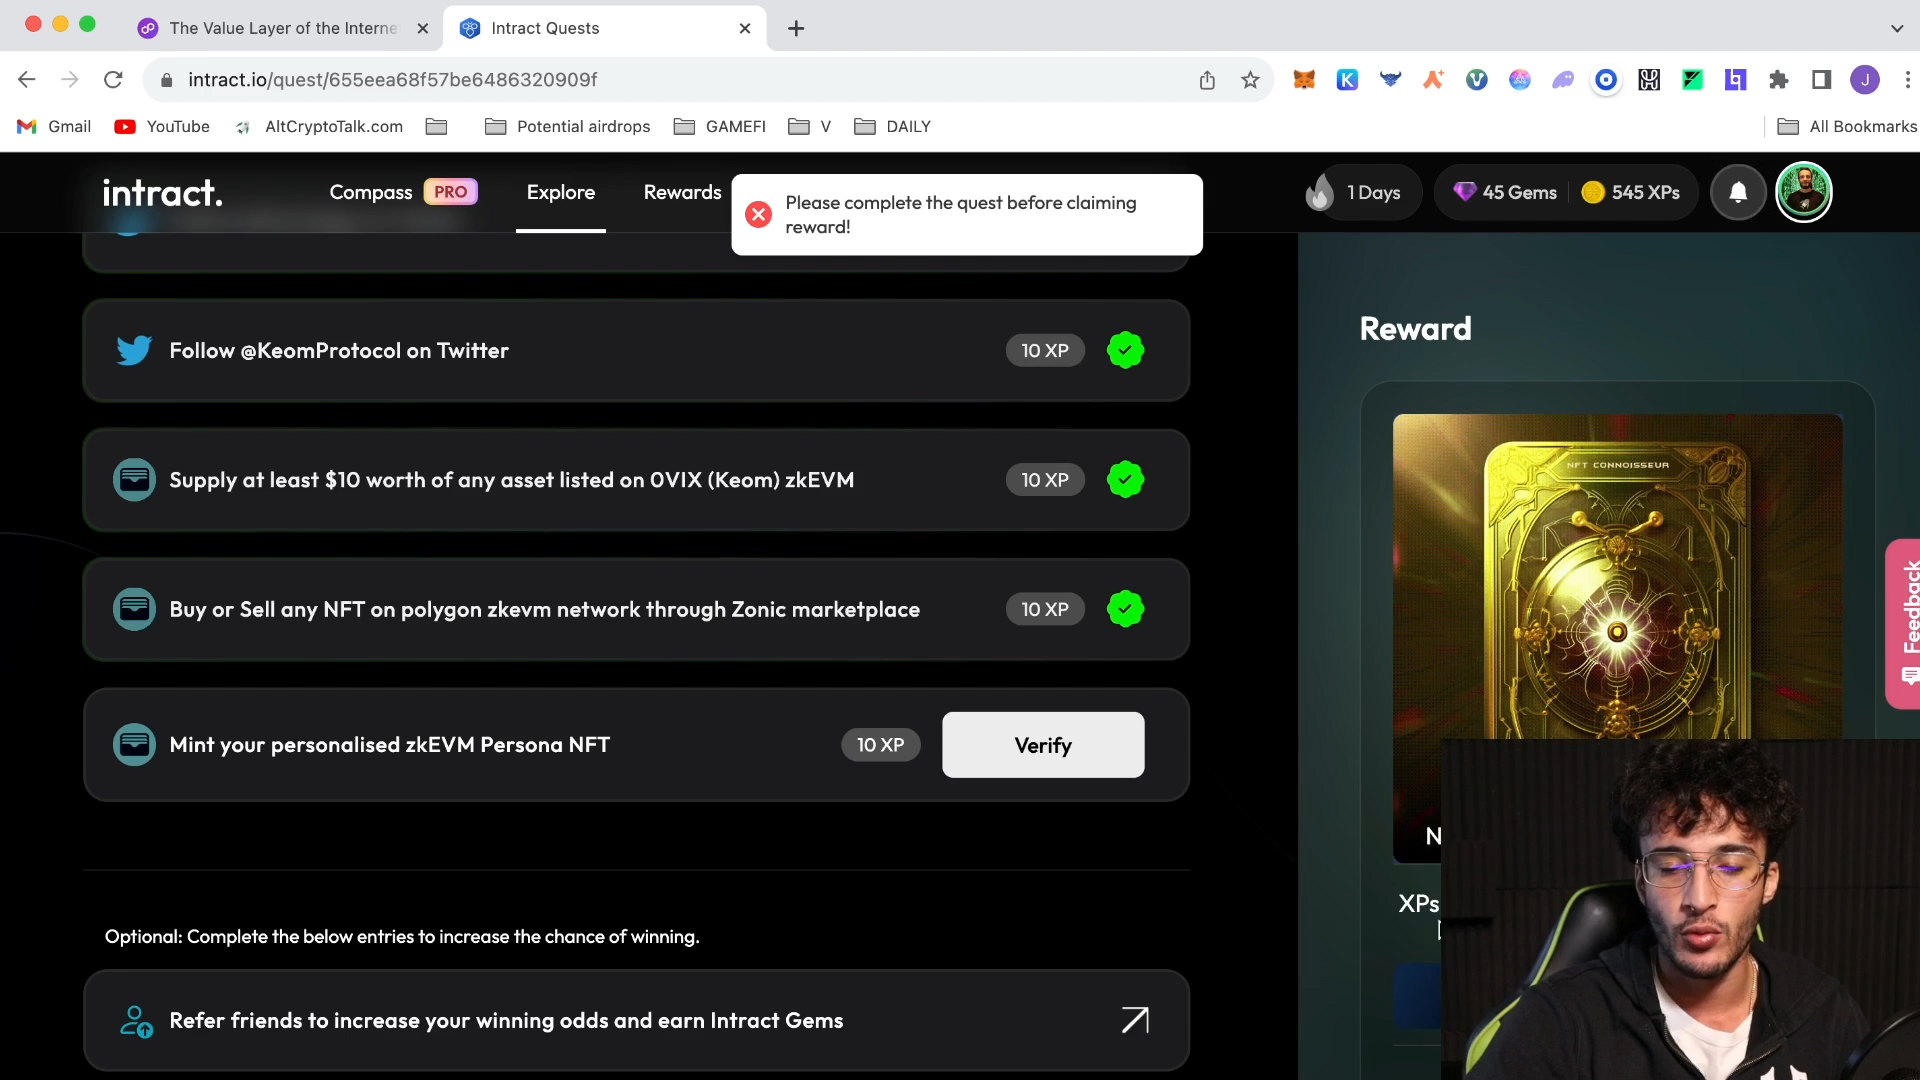 The Value Layer of the Interne
Intract Quests
intract.io/quest/655eea68f57be6486320909f
Gmail
YouTube
AltCryptoTalk.com
Potential airdrops
GAMEFI
V
DAILY
All Bookmarks
intract.
Compass PRO
Explore
Rewards
Please complete the quest before claiming
reward!
1 Days
45 Gems
545 XPs
J
Follow @KeomProtocol on Twitter
10 XP
Supply at least $10 worth of any asset listed on 0VIX (Keom) zkEVM
10 XP
Buy or Sell any NFT on polygon zkevm network through Zonic marketplace
10 XP
Mint your personalised zkEVM Persona NFT
10 XP
Verify
Optional: Complete the below entries to increase the chance of winning.
Refer friends to increase your winning odds and earn Intract Gems
Reward
NFT CONNOISSEUR
N
XPs
Feedback